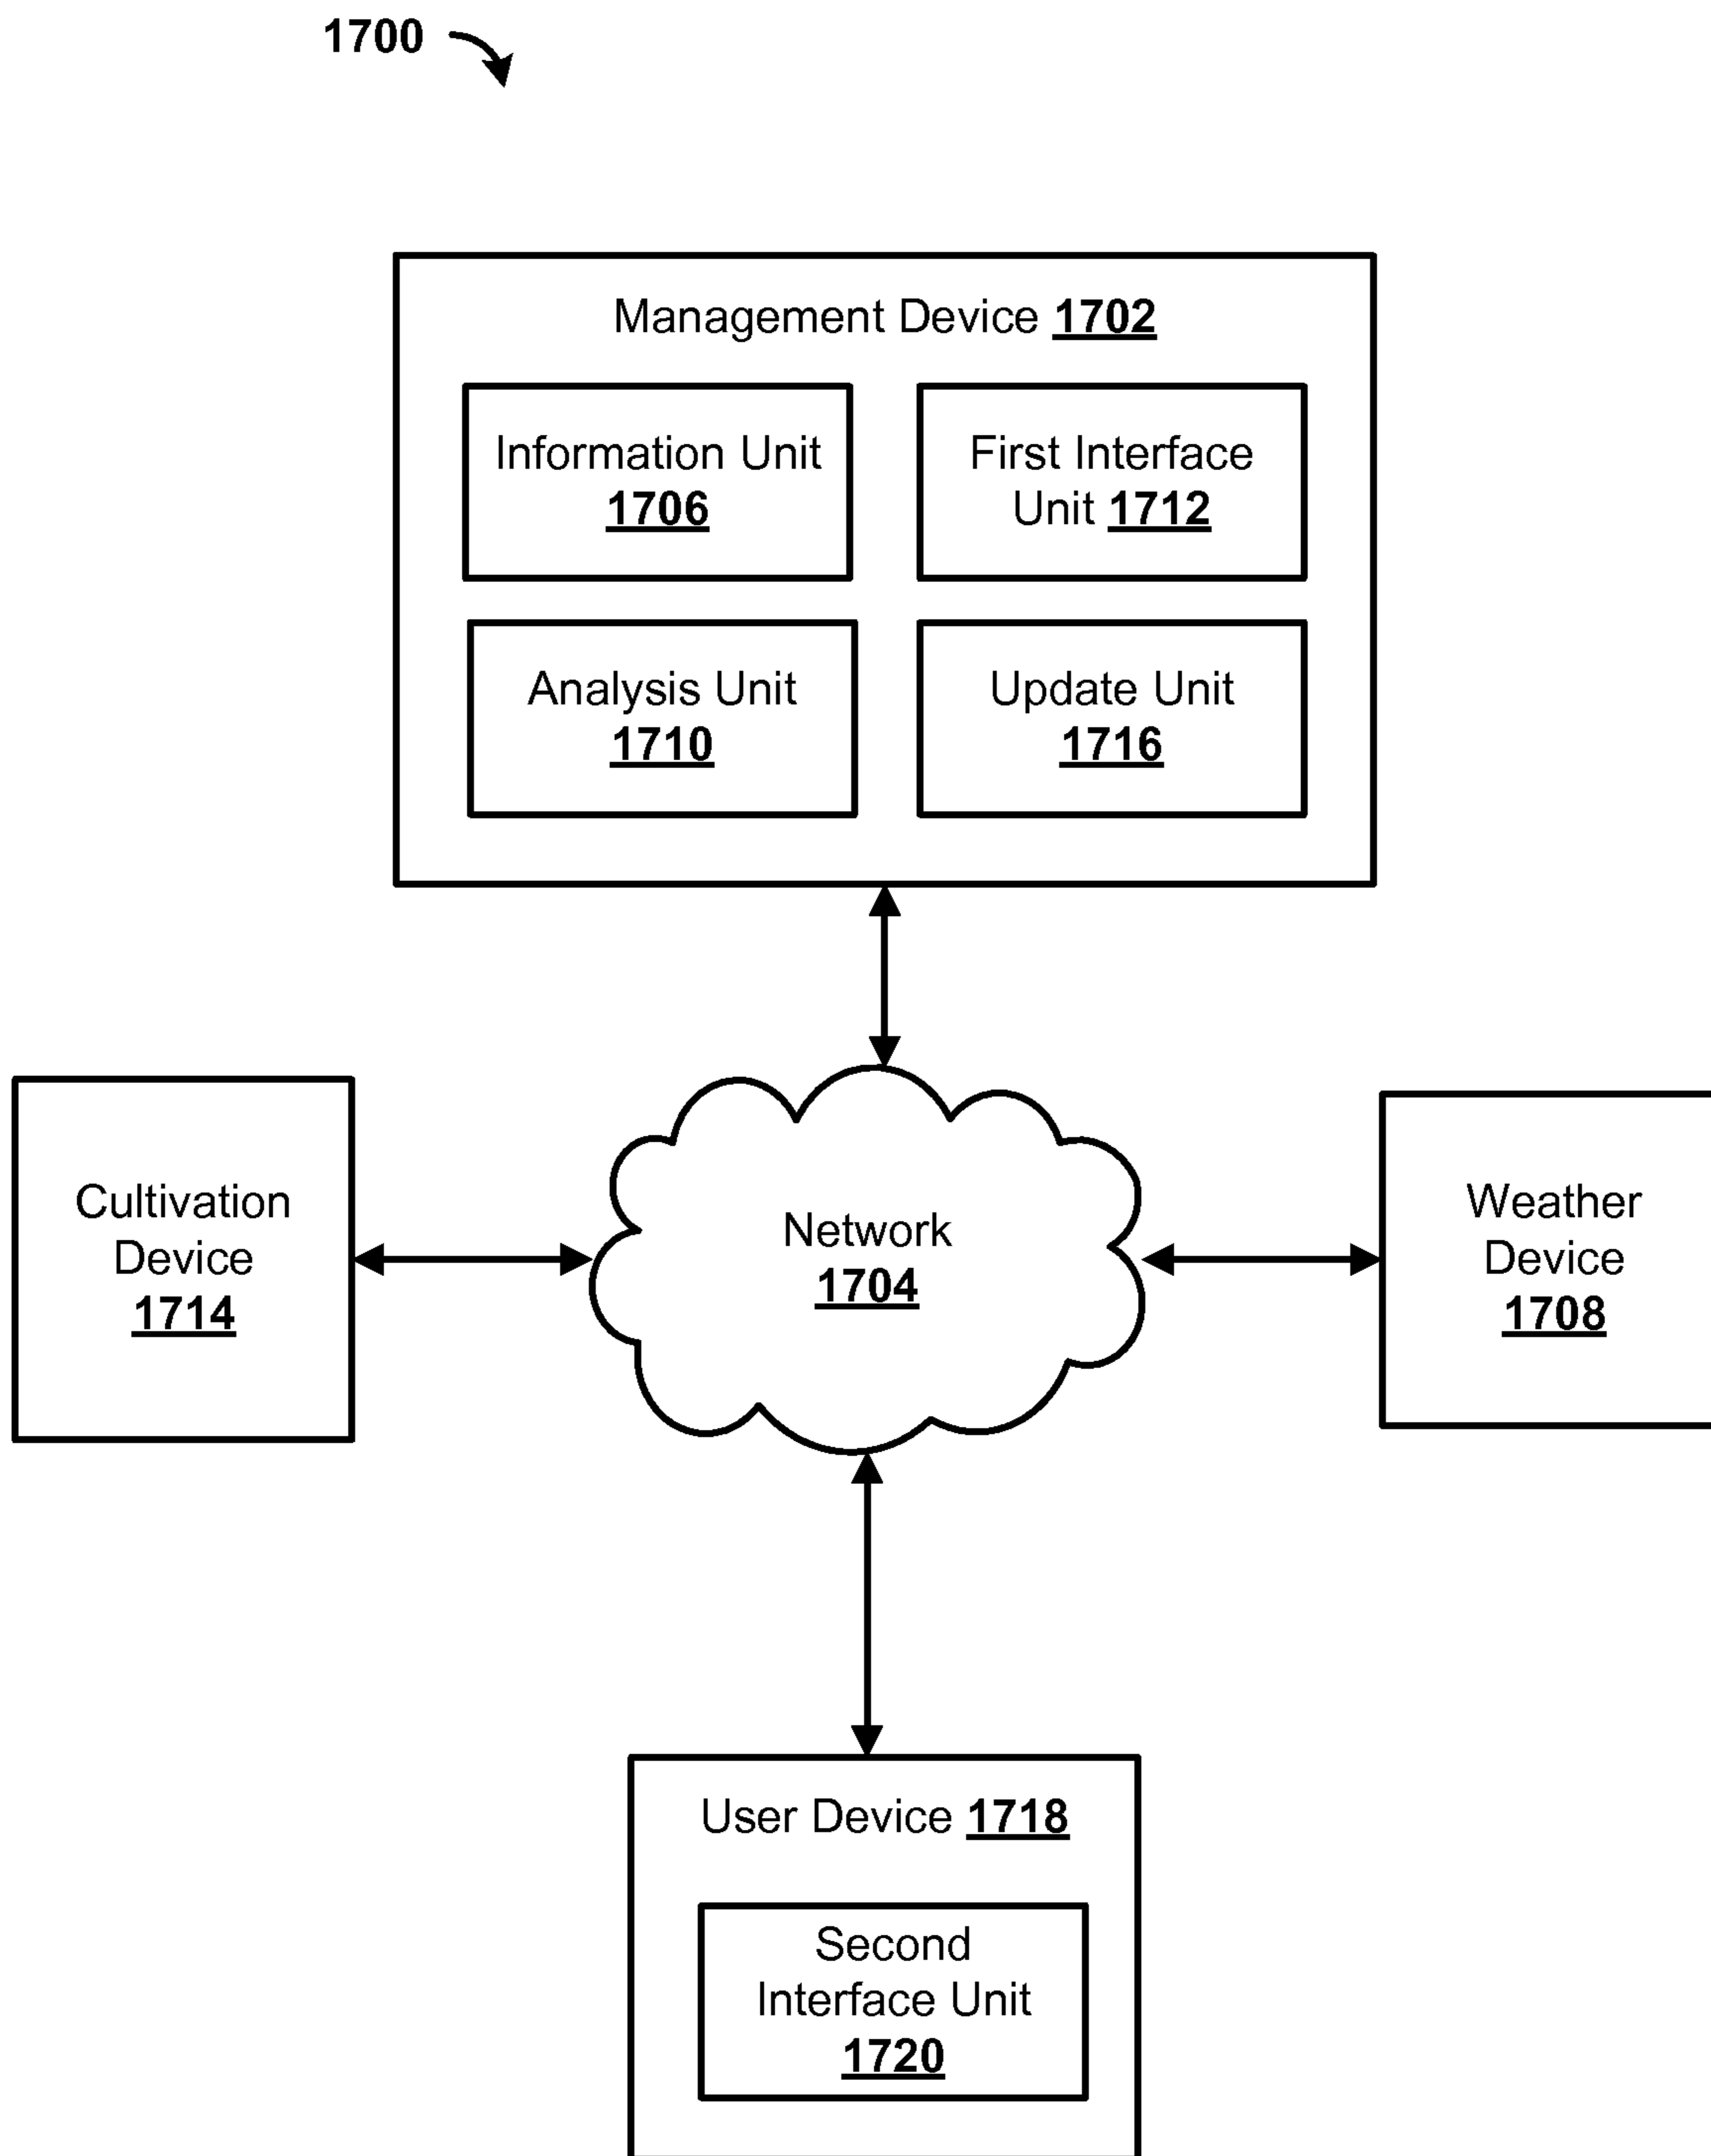 1700
Management Device 1702
Information Unit
1706
First Interface
Unit 1712
Analysis Unit
1710
Update Unit
1716
Cultivation
Device
1714
Network
1704
Weather
Device
1708
User Device 1718
Second
Interface Unit
1720